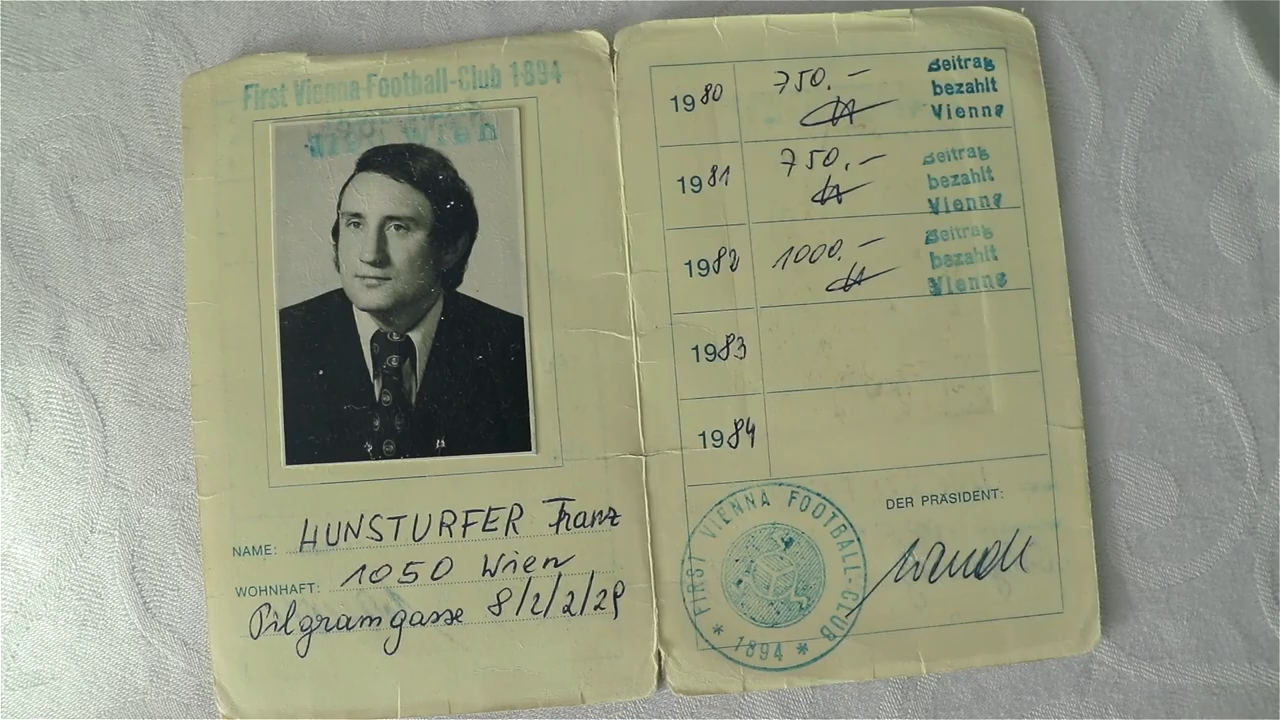 First Vienna Football-Club 1894
Wien
NAME: HUNSTURFER Franz
WOHNHAFT: 1050 Wien
Pilgramgasse 8/2/2/29
1980 750.- Beitrag
bezahlt
Vienna
1981 750.- Beitrag
bezahlt
Vienna
1982 1000.- Beitrag
bezahlt
Vienna
1983
1984
DER PRÄSIDENT:
* FIRST VIENNA FOOTBALL-CLUB *
1894